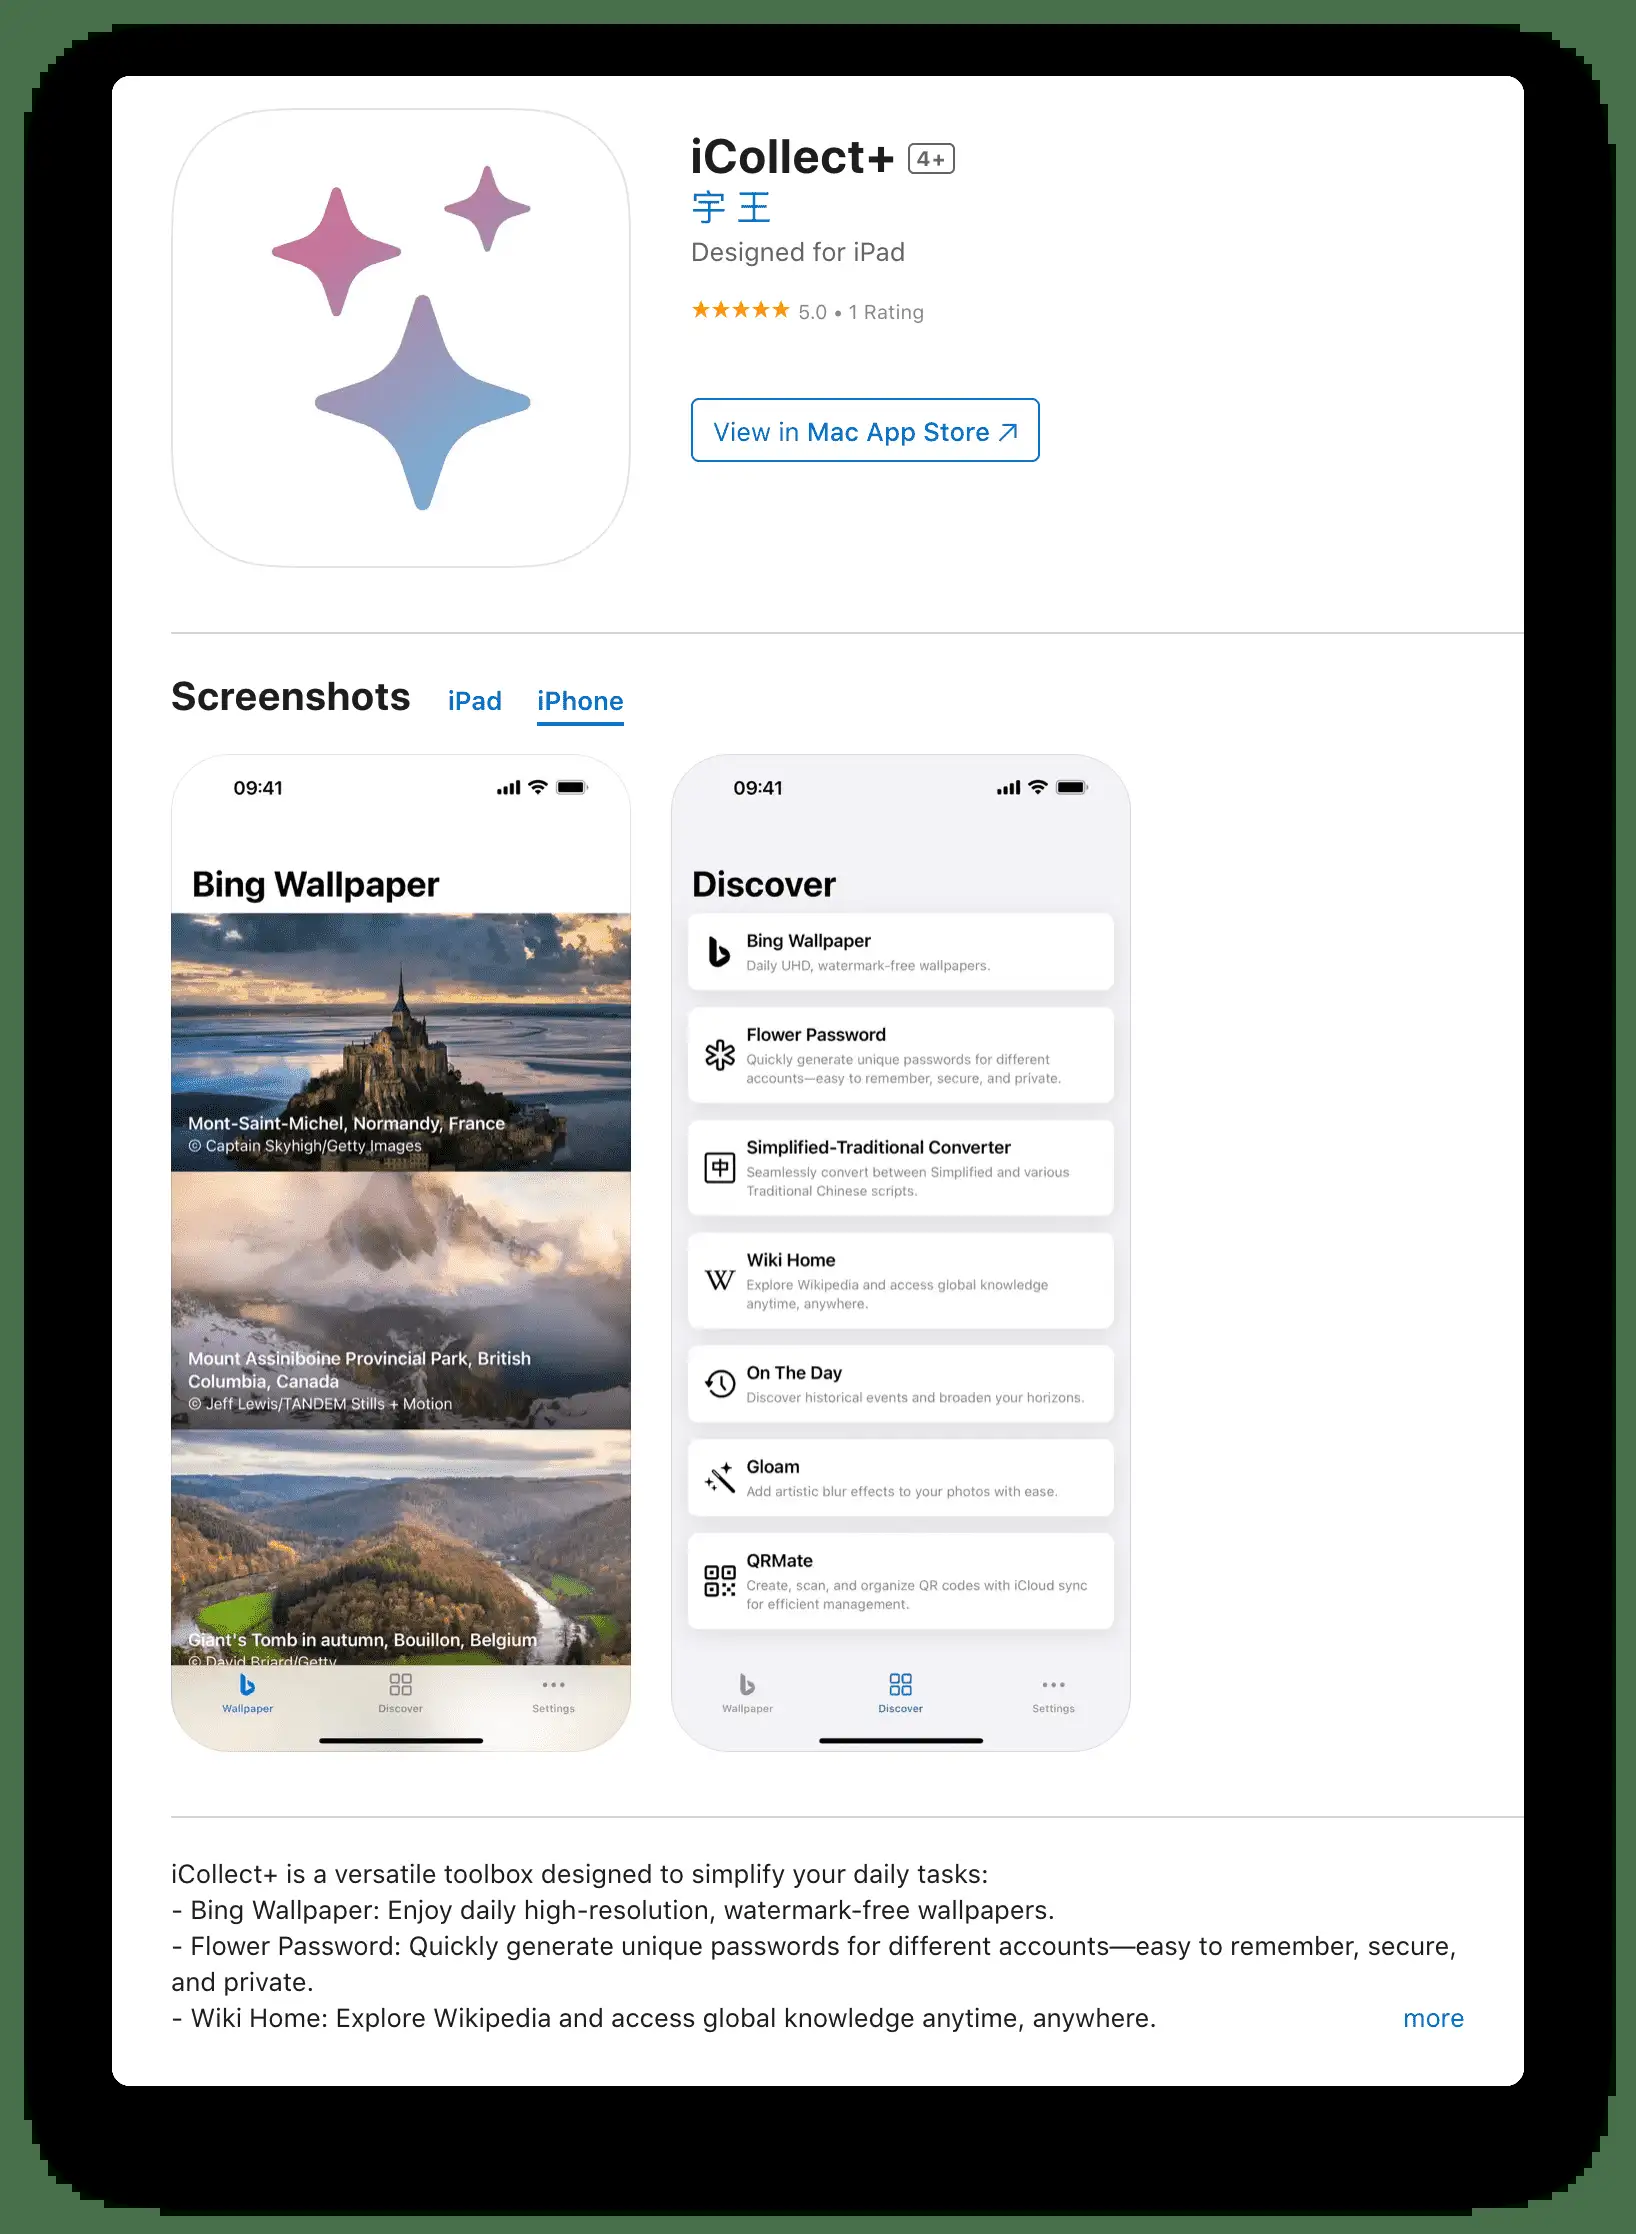 iCollect+ 4+
宇 王
Designed for iPad
★★★★★ 5.0 • 1 Rating
View in Mac App Store ↗
Screenshots iPad iPhone
09:41
Bing Wallpaper
Mont-Saint-Michel, Normandy, France
© Captain Skyhigh/Getty Images
Mount Assiniboine Provincial Park, British
Columbia, Canada
© Jeff Lewis/TANDEM Stills + Motion
Giant's Tomb in autumn, Bouillon, Belgium
© David Briard/Getty
Wallpaper Discover Settings
09:41
Discover
Bing Wallpaper
Daily UHD, watermark-free wallpapers.
Flower Password
Quickly generate unique passwords for different
accounts—easy to remember, secure, and private.
中
Simplified-Traditional Converter
Seamlessly convert between Simplified and various
Traditional Chinese scripts.
W
Wiki Home
Explore Wikipedia and access global knowledge
anytime, anywhere.
On The Day
Discover historical events and broaden your horizons.
Gloam
Add artistic blur effects to your photos with ease.
QRMate
Create, scan, and organize QR codes with iCloud sync
for efficient management.
Wallpaper Discover Settings
iCollect+ is a versatile toolbox designed to simplify your daily tasks:
- Bing Wallpaper: Enjoy daily high-resolution, watermark-free wallpapers.
- Flower Password: Quickly generate unique passwords for different accounts—easy to remember, secure,
and private.
- Wiki Home: Explore Wikipedia and access global knowledge anytime, anywhere. more